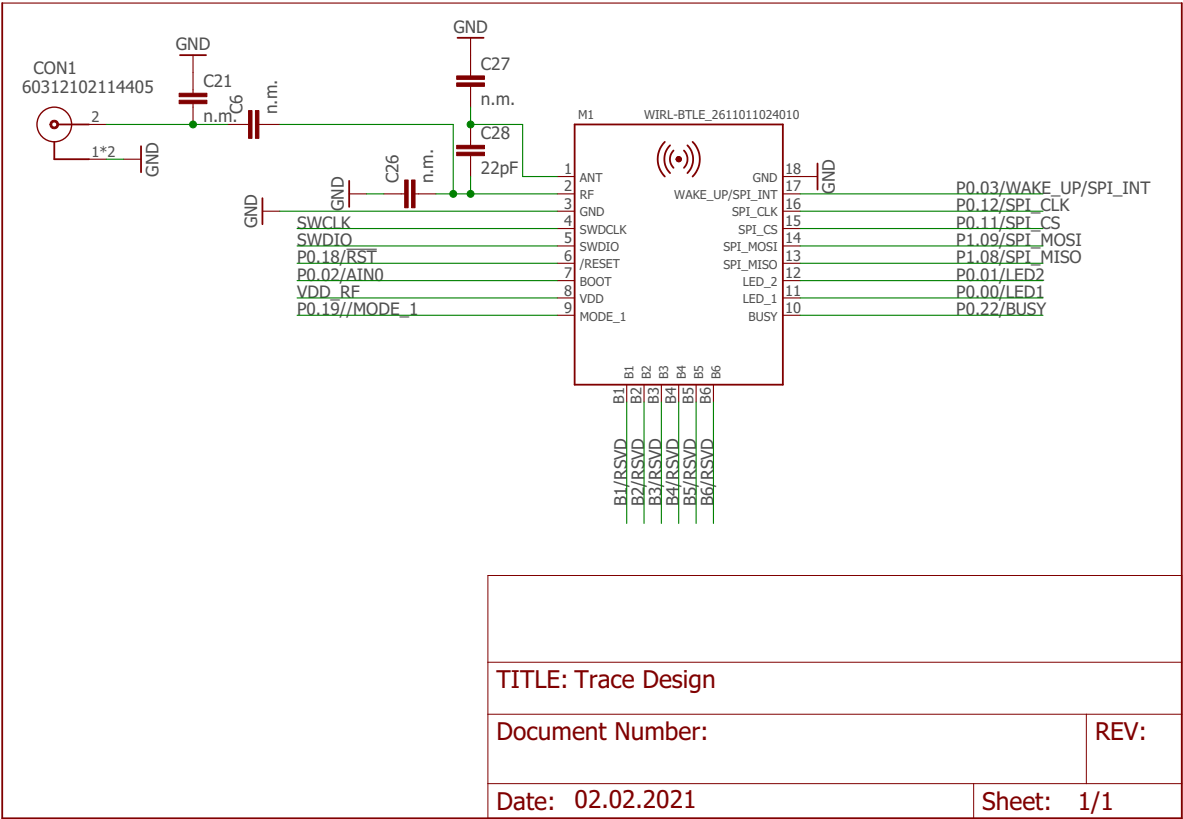 GND
GND
CON1
60312102114405
C21
n.m.
C6
n.m.
2
1*2
GND
C27
n.m.
C28
22pF
C26
n.m.
GND
GND
M1
WIRL-BTLE_2611011024010
1 ANT
2 RF
3 GND
SWCLK 4 SWDCLK
SWDIO 5 SWDIO
P0.18/RST 6 /RESET
P0.02/AIN0 7 BOOT
VDD_RF 8 VDD
P0.19//MODE_1 9 MODE_1
GND 18 GND
WAKE_UP/SPI_INT 17 P0.03/WAKE_UP/SPI_INT
SPI_CLK 16 P0.12/SPI_CLK
SPI_CS 15 P0.11/SPI_CS
SPI_MOSI 14 P1.09/SPI_MOSI
SPI_MISO 13 P1.08/SPI_MISO
LED_2 12 P0.01/LED2
LED_1 11 P0.00/LED1
BUSY 10 P0.22/BUSY
B1 B2 B3 B4 B5 B6
B1 B2 B3 B4 B5 B6
B1/RSVD
B2/RSVD
B3/RSVD
B4/RSVD
B5/RSVD
B6/RSVD
TITLE: Trace Design
Document Number:
REV:
Date: 02.02.2021
Sheet: 1/1